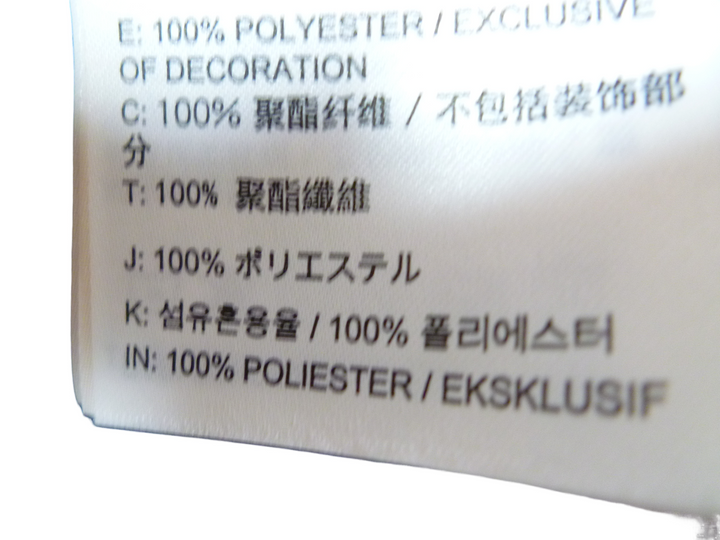 E: 100% POLYESTER / EXCLUSIVE
OF DECORATION
C: 100% 聚酯纤维 / 不包括装饰部
分
T: 100% 聚酯纖維
J: 100% ポリエステル
K: 섬유혼용율 / 100% 폴리에스터
IN: 100% POLIESTER / EKSKLUSIF